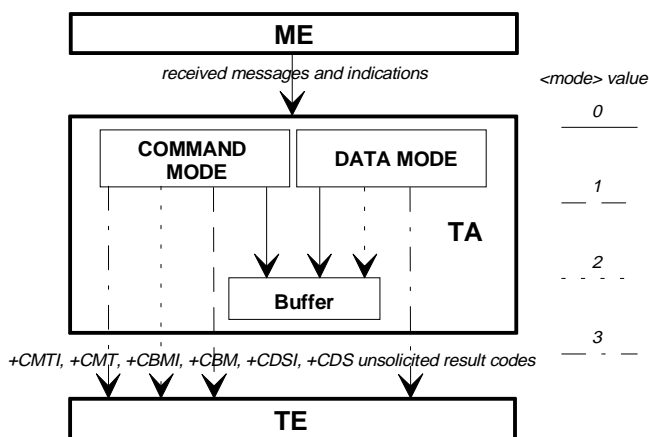 ME
received messages and indications
<mode> value
0
COMMAND
MODE
DATA MODE
1
TA
2
Buffer
3
+CMTI, +CMT, +CBMI, +CBM, +CDSI, +CDS unsolicited result codes
TE